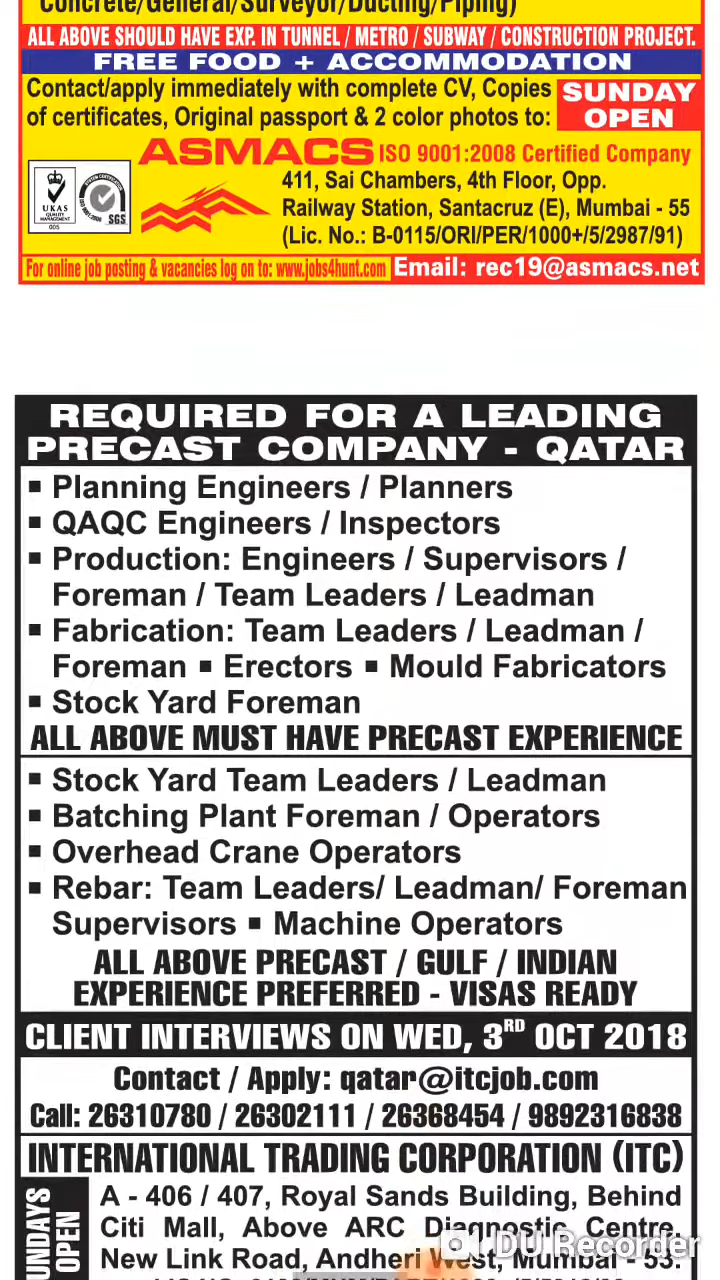 Concrete/General/Surveyor/Ducting/Piping)
ALL ABOVE SHOULD HAVE EXP. IN TUNNEL / METRO / SUBWAY / CONSTRUCTION PROJECT.
FREE FOOD + ACCOMMODATION
Contact/apply immediately with complete CV, Copies
of certificates, Original passport & 2 color photos to:
SUNDAY
OPEN
ASMACS ISO 9001:2008 Certified Company
UKAS
QUALITY
MANAGEMENT
005
SGS
411, Sai Chambers, 4th Floor, Opp.
Railway Station, Santacruz (E), Mumbai - 55
(Lic. No.: B-0115/ORI/PER/1000+/5/2987/91)
For online job posting & vacancies log on to: www.jobs4hunt.com Email: rec19@asmacs.net
REQUIRED FOR A LEADING
PRECAST COMPANY - QATAR
▪ Planning Engineers / Planners
▪ QAQC Engineers / Inspectors
▪ Production: Engineers / Supervisors /
Foreman / Team Leaders / Leadman
▪ Fabrication: Team Leaders / Leadman /
Foreman ▪ Erectors ▪ Mould Fabricators
▪ Stock Yard Foreman
ALL ABOVE MUST HAVE PRECAST EXPERIENCE
▪ Stock Yard Team Leaders / Leadman
▪ Batching Plant Foreman / Operators
▪ Overhead Crane Operators
▪ Rebar: Team Leaders/ Leadman/ Foreman
Supervisors ▪ Machine Operators
ALL ABOVE PRECAST / GULF / INDIAN
EXPERIENCE PREFERRED - VISAS READY
CLIENT INTERVIEWS ON WED, 3RD OCT 2018
Contact / Apply: qatar@itcjob.com
Call: 26310780 / 26302111 / 26368454 / 9892316838
INTERNATIONAL TRADING CORPORATION (ITC)
OPEN
A - 406 / 407, Royal Sands Building, Behind
Citi Mall, Above ARC Diagnostic Centre,
New Link Road, Andheri West, Mumbai - 53.
DU Recorder